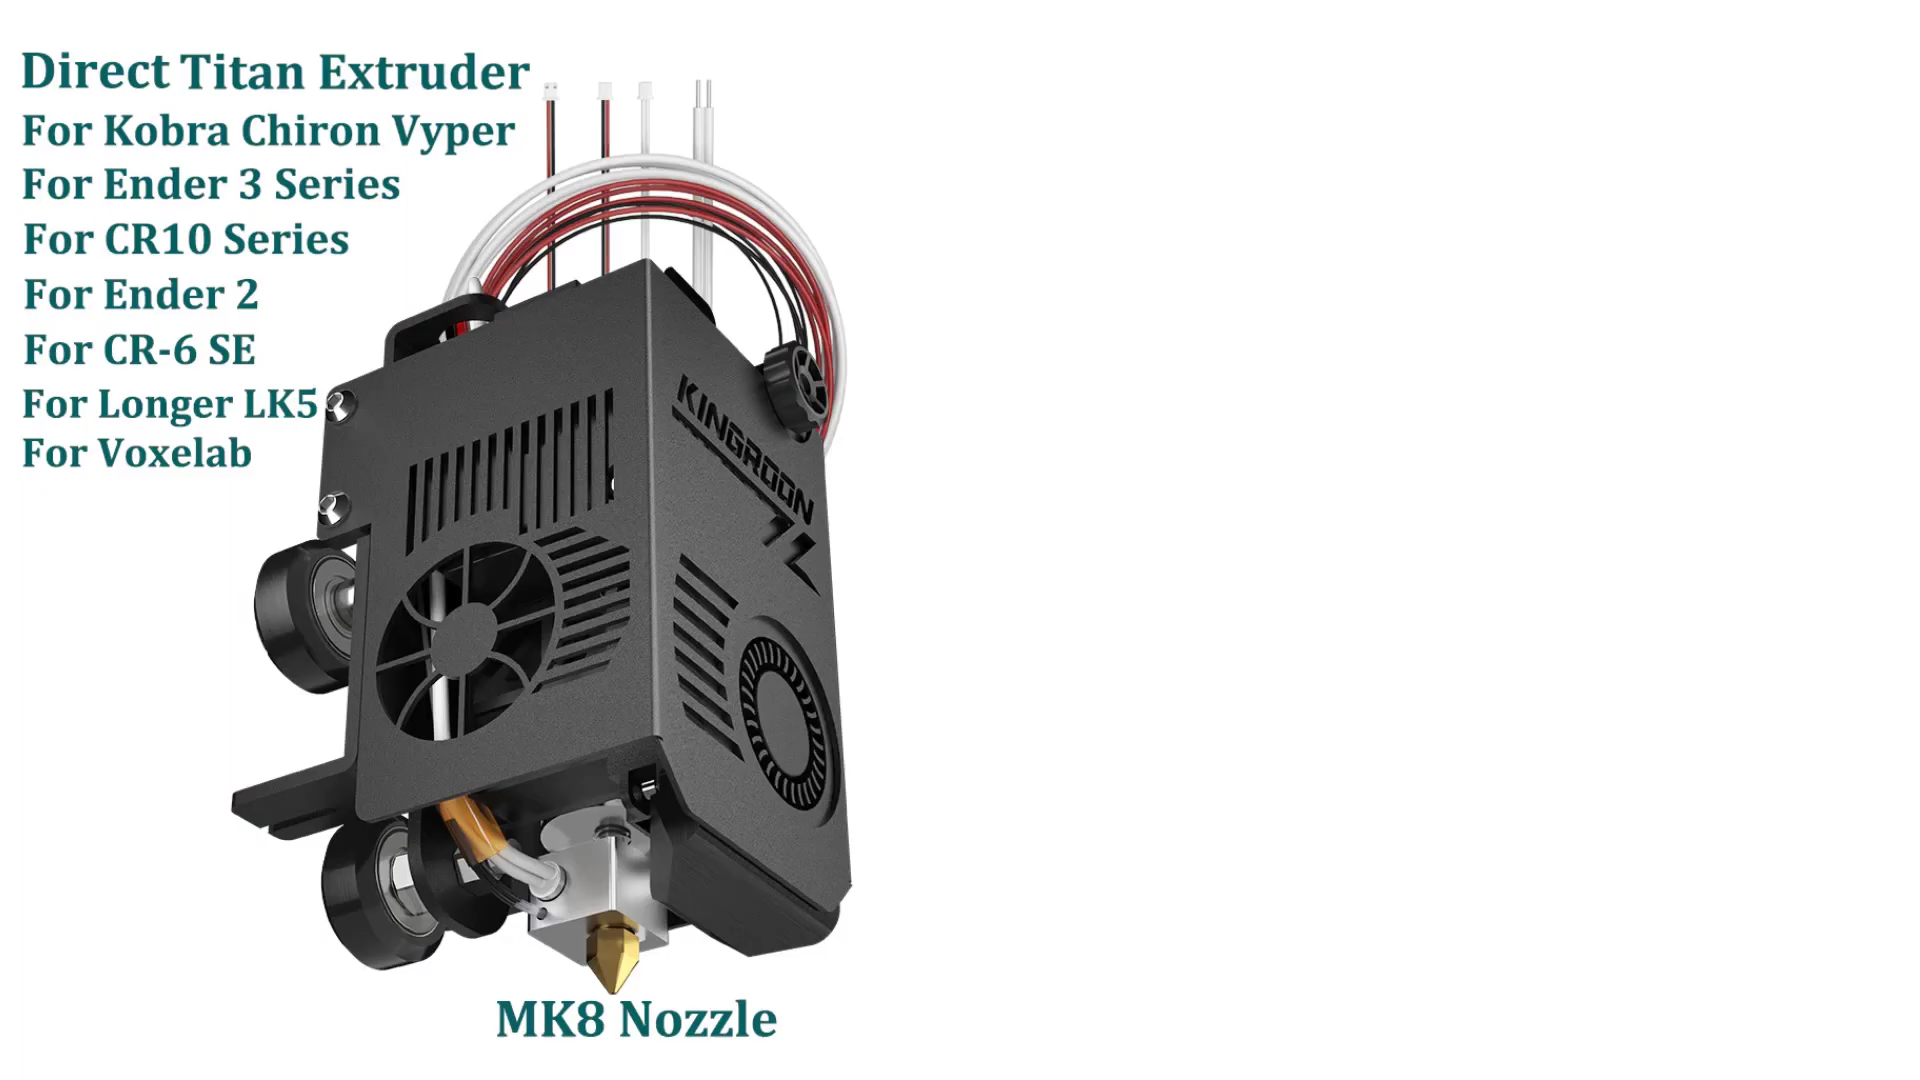 Direct Titan Extruder
For Kobra Chiron Vyper
For Ender 3 Series
For CR10 Series
For Ender 2
For CR-6 SE
For Longer LK5
For Voxelab
KINGROON
MK8 Nozzle